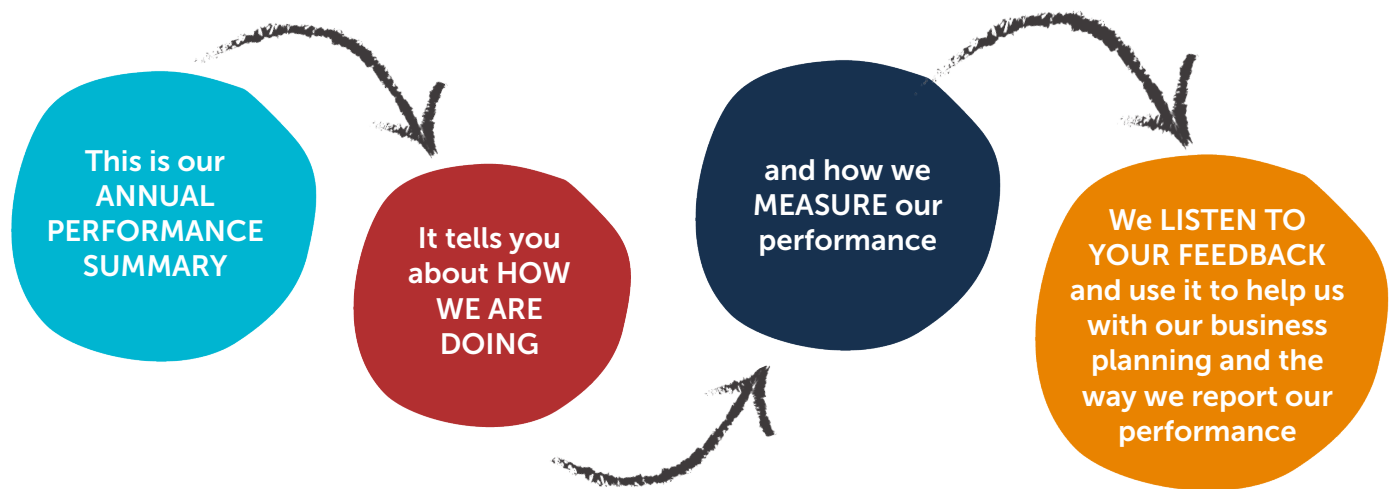 This is our
ANNUAL
PERFORMANCE
SUMMARY
It tells you
about HOW
WE ARE
DOING
and how we
MEASURE our
performance
We LISTEN TO
YOUR FEEDBACK
and use it to help us
with our business
planning and the
way we report our
performance